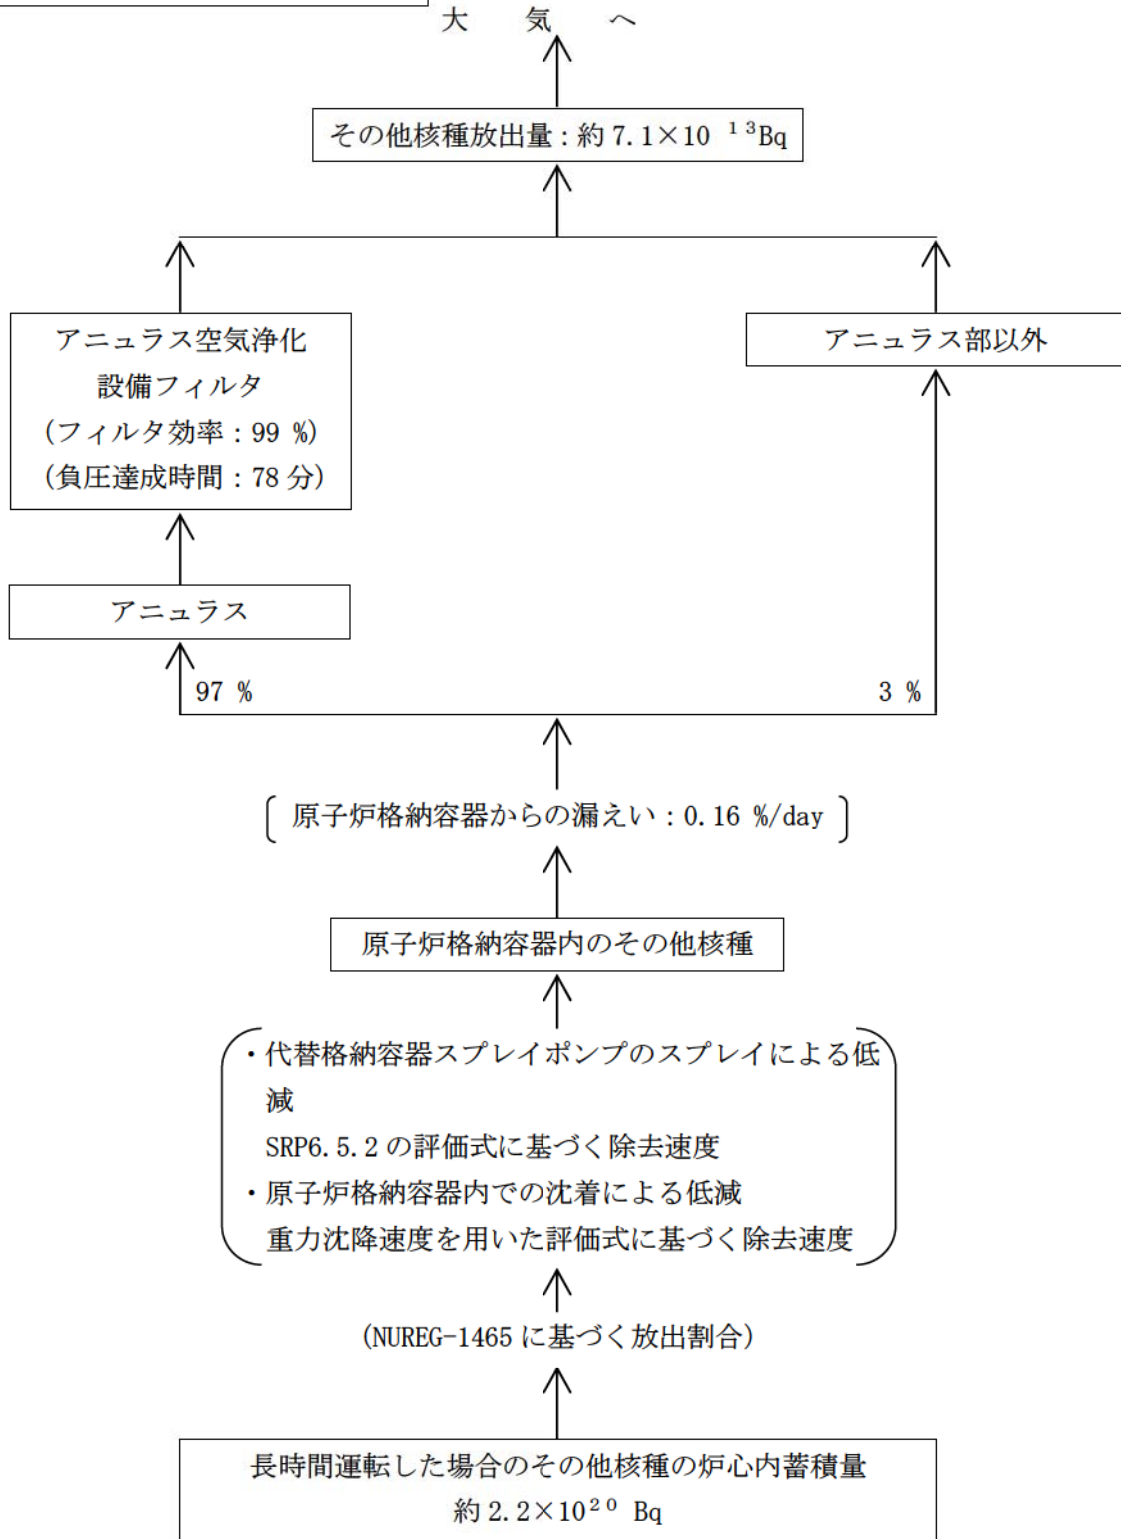 大　気　へ
その他核種放出量：約 7.1×10 ¹³Bq
アニュラス空気浄化
設備フィルタ
(フィルタ効率：99 %)
(負圧達成時間：78 分)
アニュラス部以外
アニュラス
97 %
3 %
原子炉格納容器からの漏えい：0.16 %/day
原子炉格納容器内のその他核種
・代替格納容器スプレイポンプのスプレイによる低
減
SRP6.5.2 の評価式に基づく除去速度
・原子炉格納容器内での沈着による低減
重力沈降速度を用いた評価式に基づく除去速度
(NUREG-1465 に基づく放出割合)
長時間運転した場合のその他核種の炉心内蓄積量
約 2.2×10²⁰ Bq